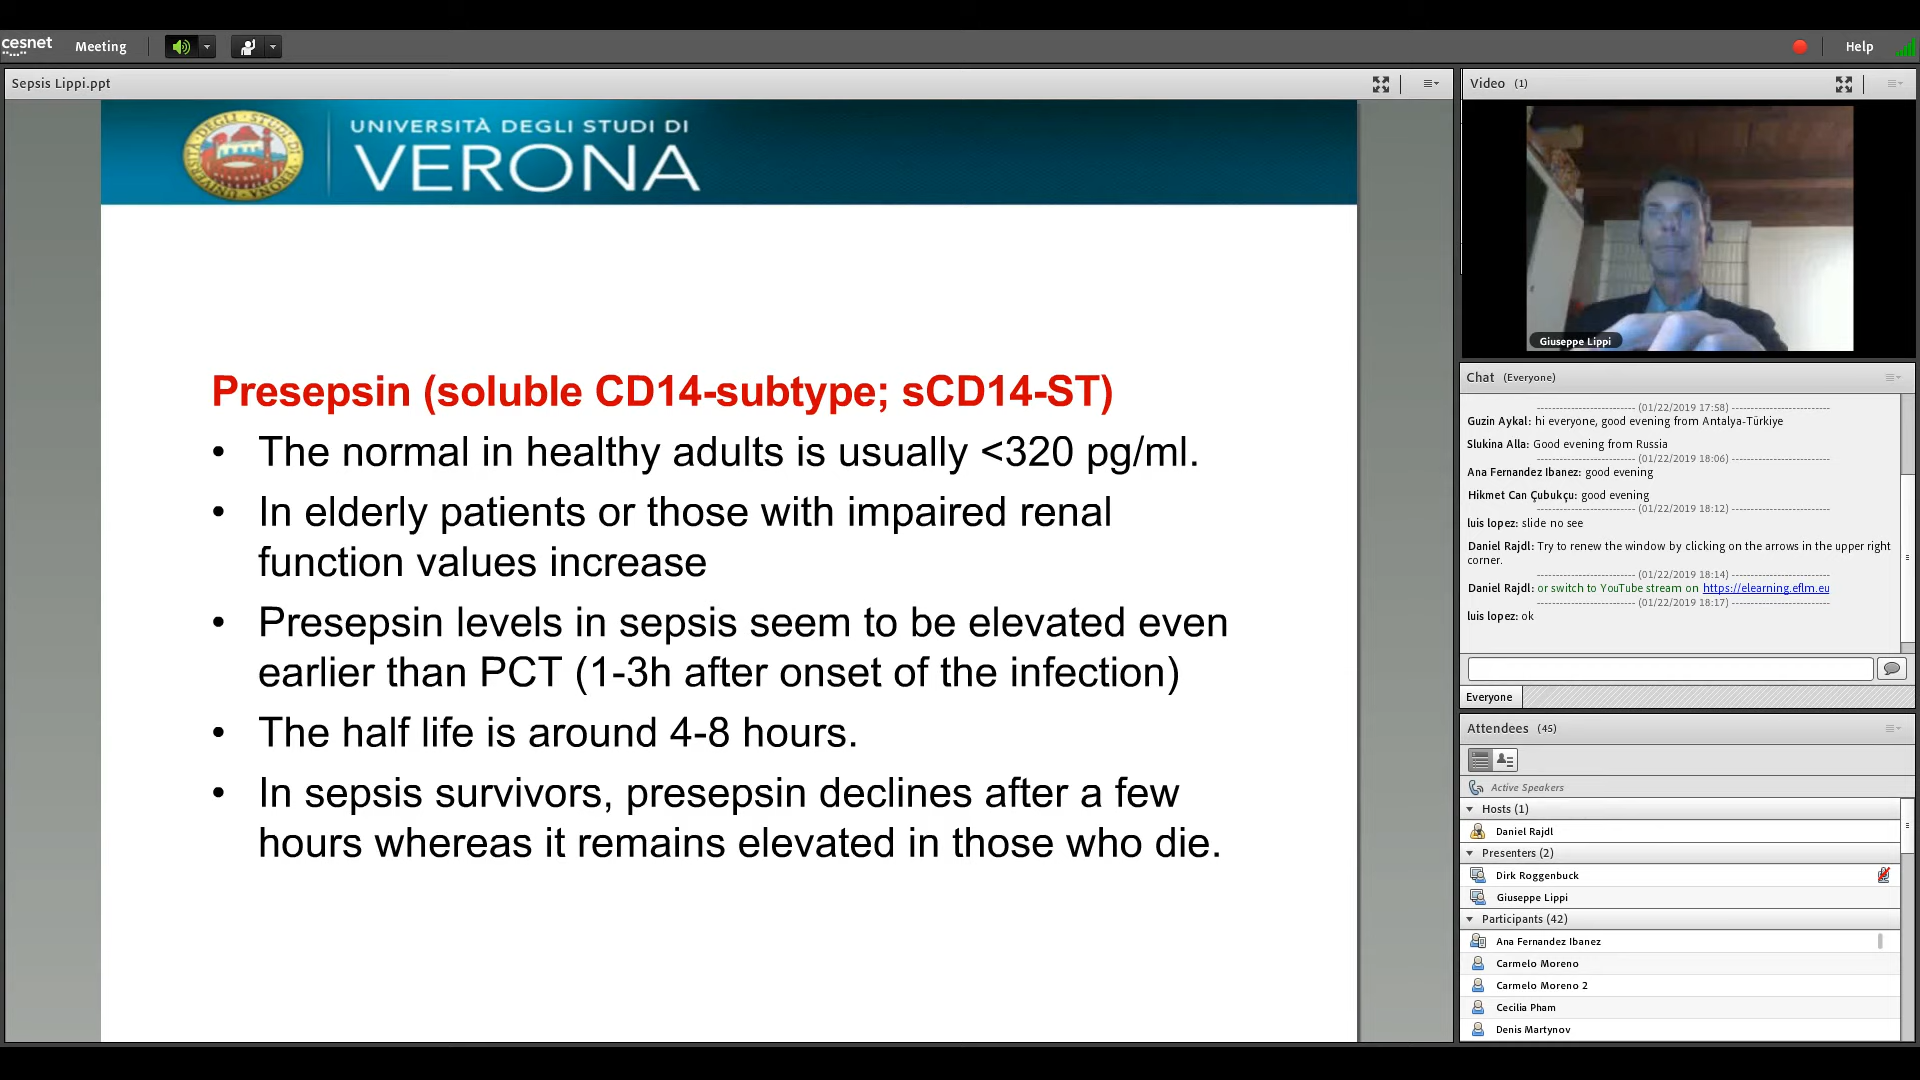 cesnet
Meeting
Help
Sepsis Lippi.ppt
UNIVERSITÀ DEGLI STUDI DI
VERONA
Presepsin (soluble CD14-subtype; sCD14-ST)
• The normal in healthy adults is usually <320 pg/ml.
• In elderly patients or those with impaired renal
function values increase
• Presepsin levels in sepsis seem to be elevated even
earlier than PCT (1-3h after onset of the infection)
• The half life is around 4-8 hours.
• In sepsis survivors, presepsin declines after a few
hours whereas it remains elevated in those who die.
Video (1)
Giuseppe Lippi
Chat (Everyone)
(01/22/2019 17:58)
Guzin Aykal: hi everyone, good evening from Antalya-Türkiye
Slukina Alla: Good evening from Russia
(01/22/2019 18:06)
Ana Fernandez Ibanez: good evening
Hikmet Can Çubukçu: good evening
(01/22/2019 18:12)
luis lopez: slide no see
Daniel Rajdl: Try to renew the window by clicking on the arrows in the upper right
corner.
(01/22/2019 18:14)
Daniel Rajdl: or switch to YouTube stream on https://elearning.eflm.eu
(01/22/2019 18:17)
luis lopez: ok
Everyone
Attendees (45)
Active Speakers
Hosts (1)
Daniel Rajdl
Presenters (2)
Dirk Roggenbuck
Giuseppe Lippi
Participants (42)
Ana Fernandez Ibanez
Carmelo Moreno
Carmelo Moreno 2
Cecilia Pham
Denis Martynov